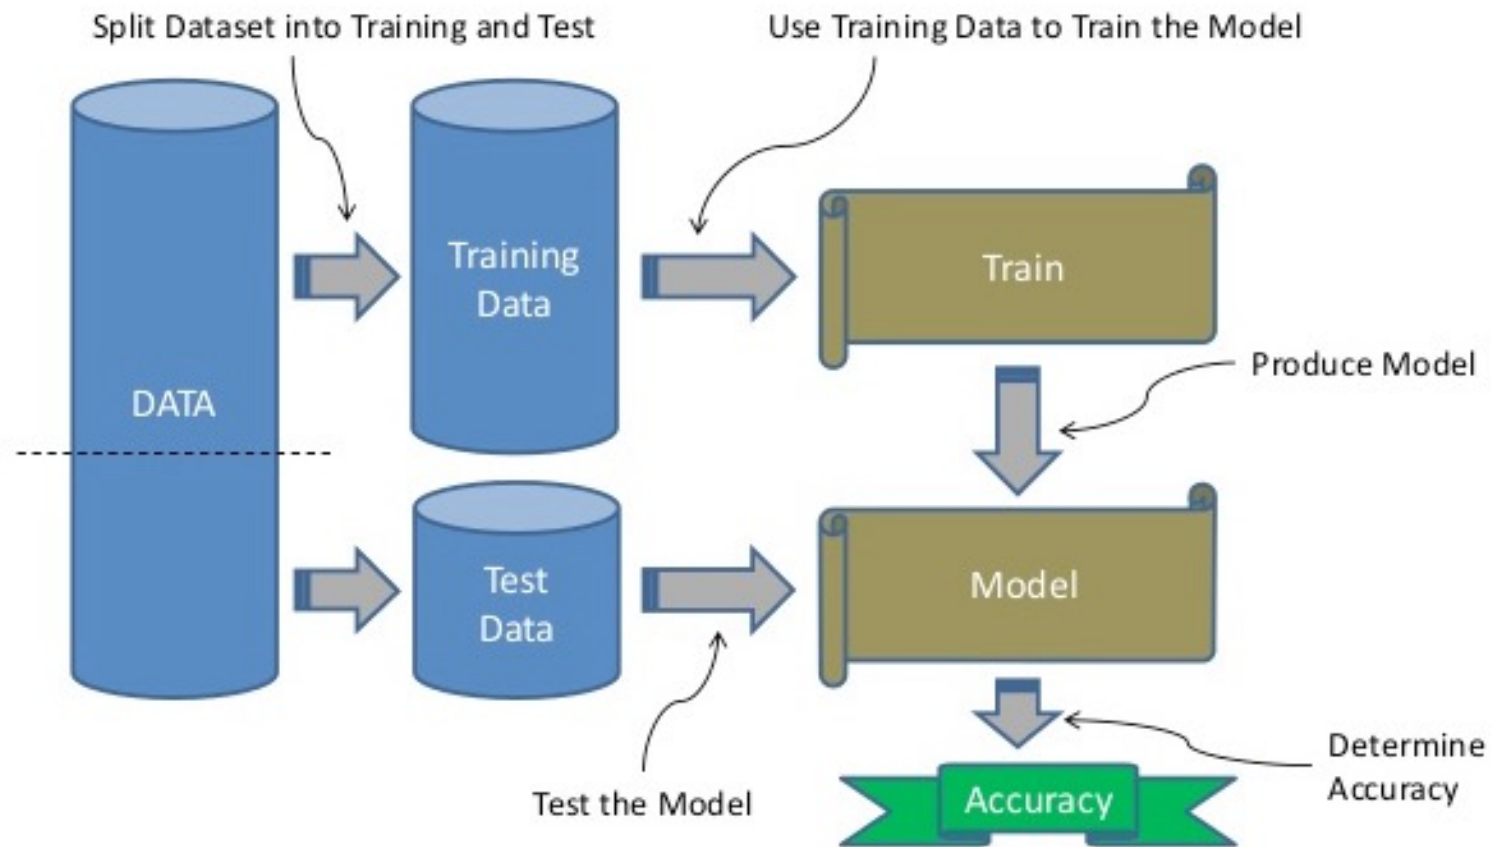 Split Dataset into Training and Test
Use Training Data to Train the Model
Training
Data
Train
Produce Model
DATA
Test
Data
Model
Test the Model
Determine
Accuracy
Accuracy